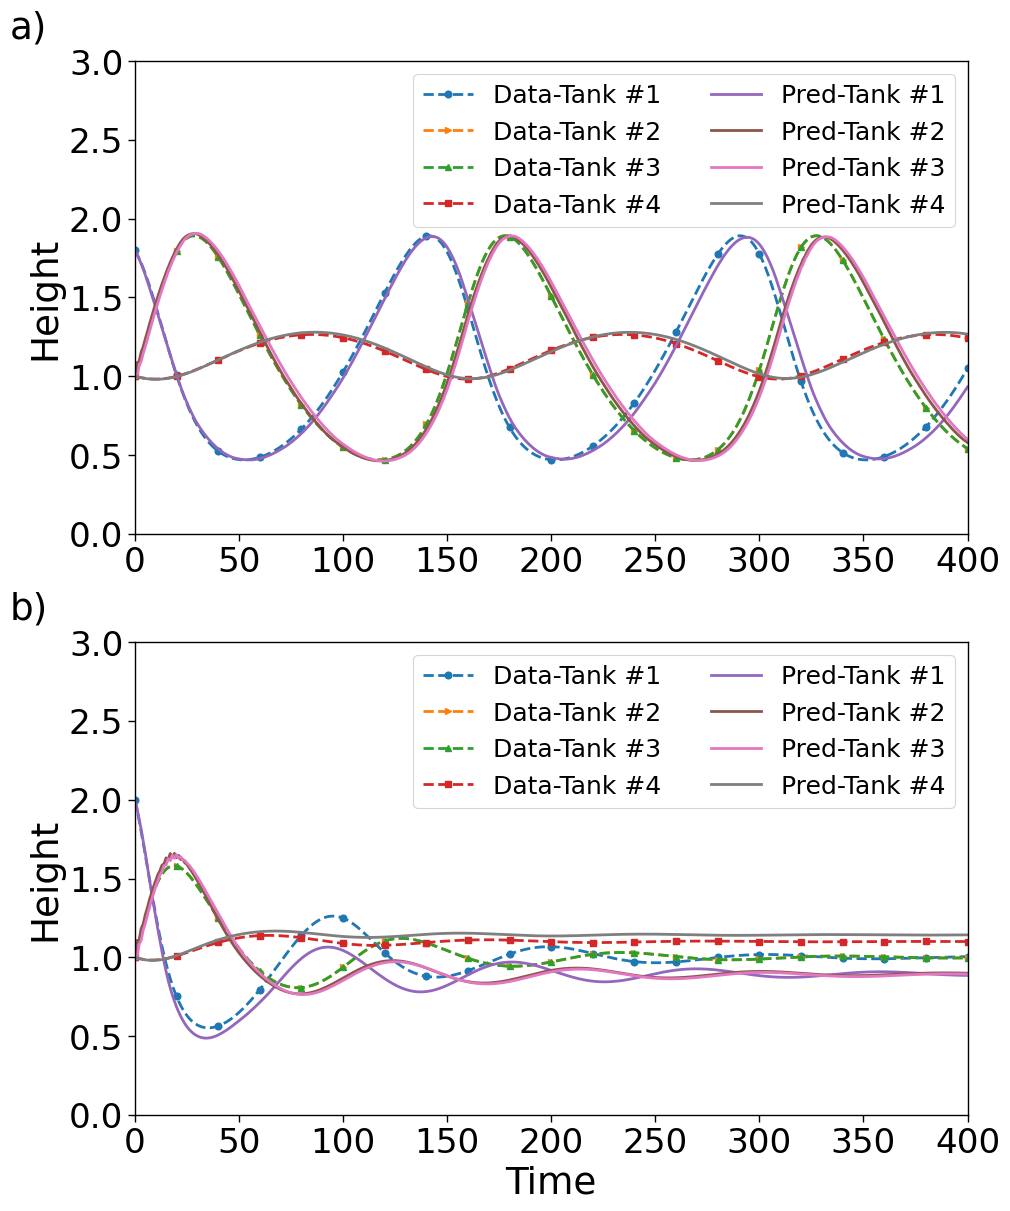 a)
3.0
2.5
2.0
1.5
1.0
0.5
0.0
Height
Data-Tank #1
Data-Tank #2
Data-Tank #3
Data-Tank #4
Pred-Tank #1
Pred-Tank #2
Pred-Tank #3
Pred-Tank #4
0 50 100 150 200 250 300 350 400
b)
3.0
2.5
2.0
1.5
1.0
0.5
0.0
Height
Data-Tank #1
Data-Tank #2
Data-Tank #3
Data-Tank #4
Pred-Tank #1
Pred-Tank #2
Pred-Tank #3
Pred-Tank #4
0 50 100 150 200 250 300 350 400
Time